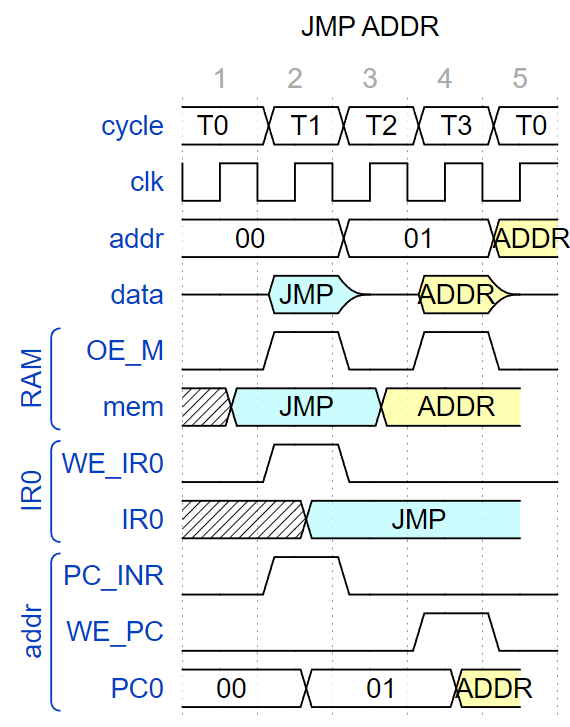 JMP ADDR
1 2 3 4 5
cycle T0 T1 T2 T3 T0
clk
addr 00 01 ADDR
data JMP ADDR
RAM
OE_M
mem JMP ADDR
IR0
WE_IR0
IR0 JMP
addr
PC_INR
WE_PC
PC0 00 01 ADDR